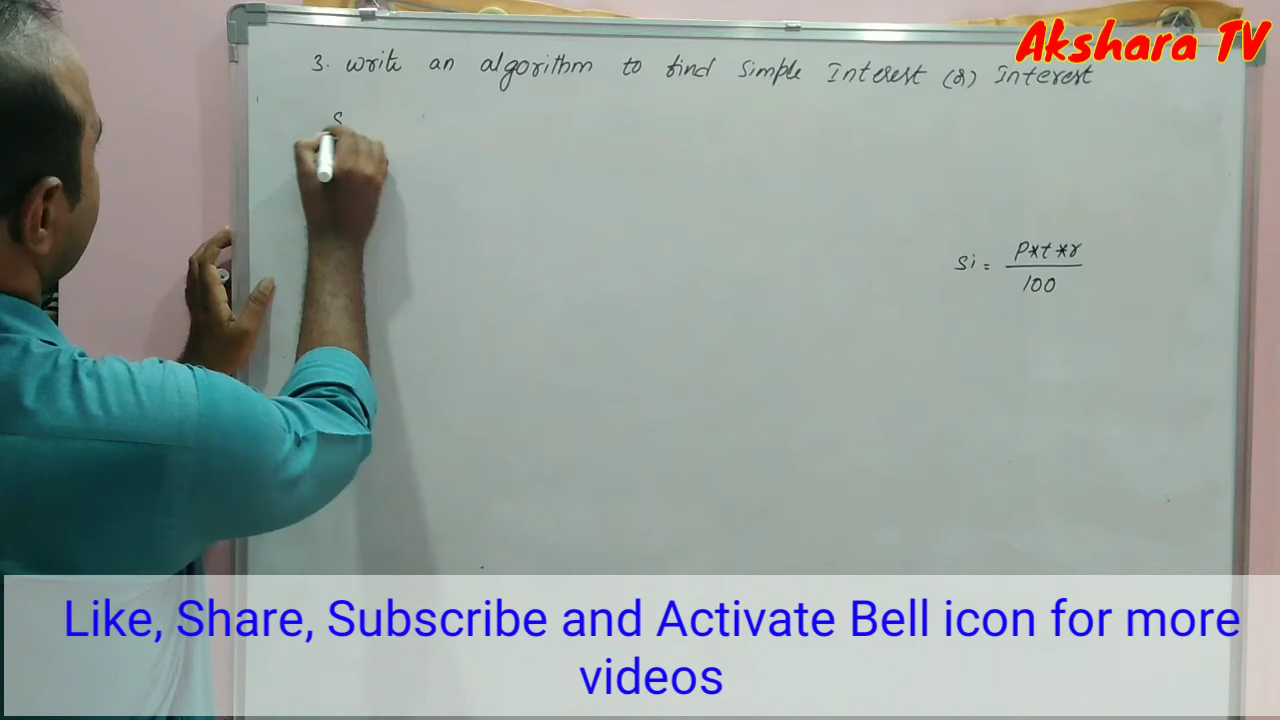 Akshara TV
3. write an algorithm to find simple Interest (or) Interest
S
Si = P*t*r
100
Like, Share, Subscribe and Activate Bell icon for more
videos